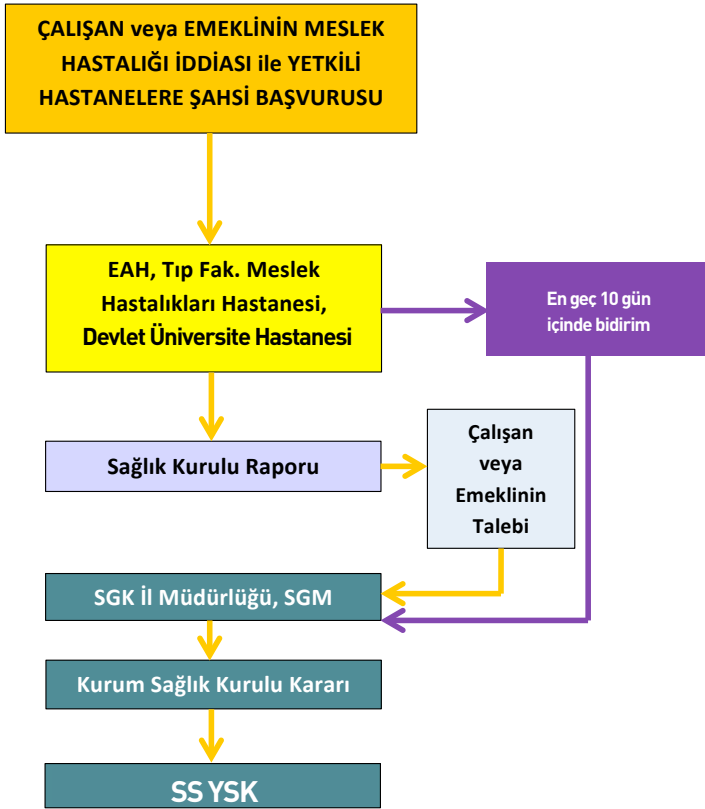 ÇALIŞAN veya EMEKLİNİN MESLEK
HASTALIĞI İDDİASI ile YETKİLİ
HASTANELERE ŞAHSİ BAŞVURUSU
EAH, Tıp Fak. Meslek
Hastalıkları Hastanesi,
Devlet Üniversite Hastanesi
En geç 10 gün
içinde bidirim
Sağlık Kurulu Raporu
Çalışan
veya
Emeklinin
Talebi
SGK İl Müdürlüğü, SGM
Kurum Sağlık Kurulu Kararı
SS YSK